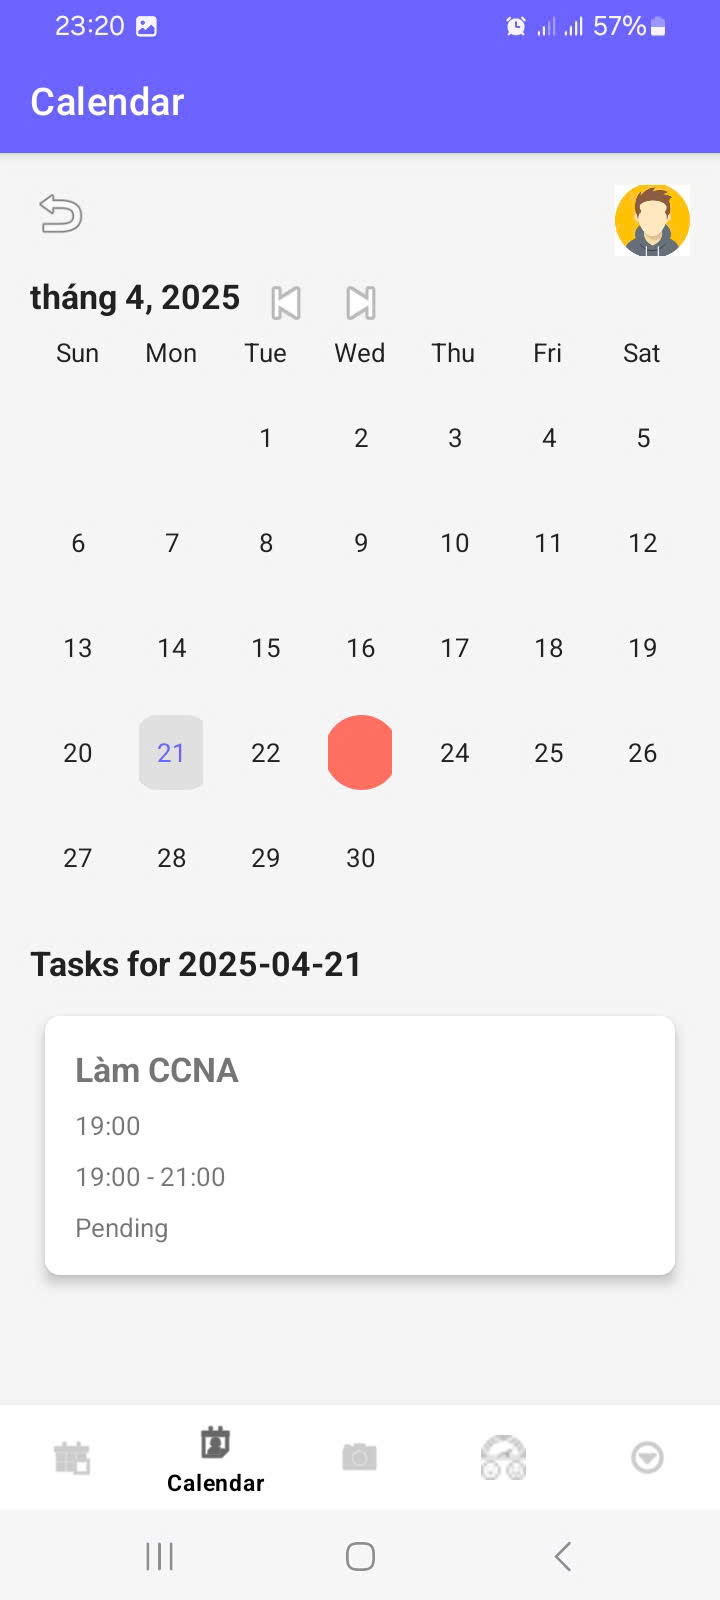 23:20 57%
Calendar
tháng 4, 2025
Sun Mon Tue Wed Thu Fri Sat
1 2 3 4 5
6 7 8 9 10 11 12
13 14 15 16 17 18 19
20 21 22 24 25 26
27 28 29 30
Tasks for 2025-04-21
Làm CCNA
19:00
19:00 - 21:00
Pending
Calendar